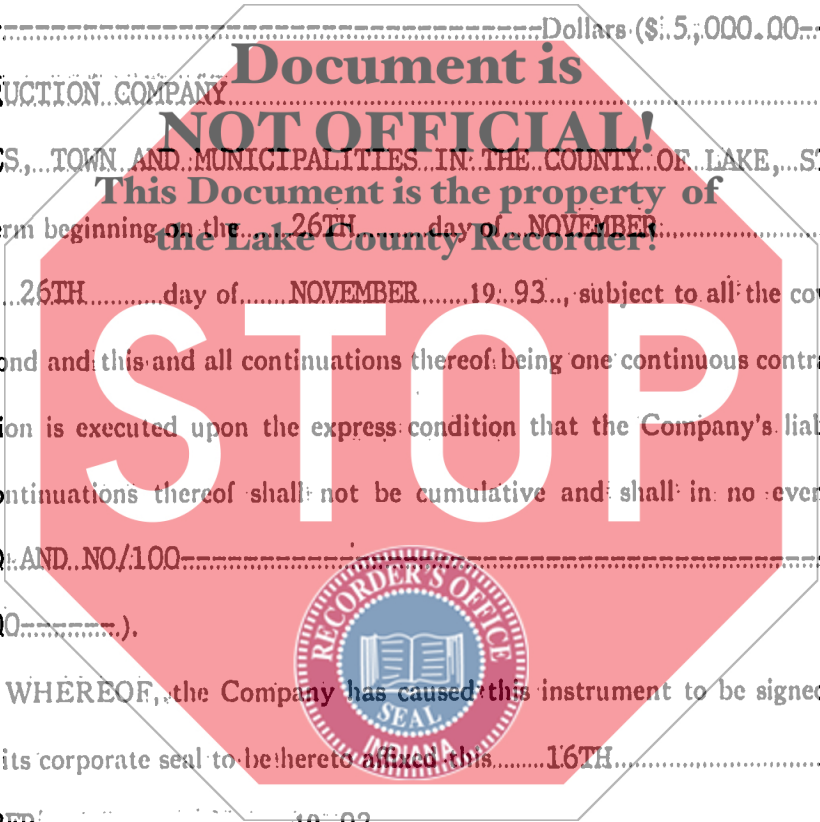 Dollars ($ 5,000.00
Document is
UCTION COMPANY
NOT OFFICIAL!
S, TOWN AND MUNICIPALITIES IN THE COUNTY OF LAKE, ST
This Document is the property of
rm beginning on the 26TH day of NOVEMBER
the Lake County Recorder!
26TH day of NOVEMBER 19 93, subject to all the cov
STOP
ond and this and all continuations thereof being one continuous contra
ion is executed upon the express condition that the Company's liab
ontinuations thereof shall not be cumulative and shall in no even
AND NO/100
0-------).
RECORDER'S OFFICE
SEAL
INDIANA
WHEREOF, the Company has caused this instrument to be signed
its corporate seal to be hereto affixed this 16TH